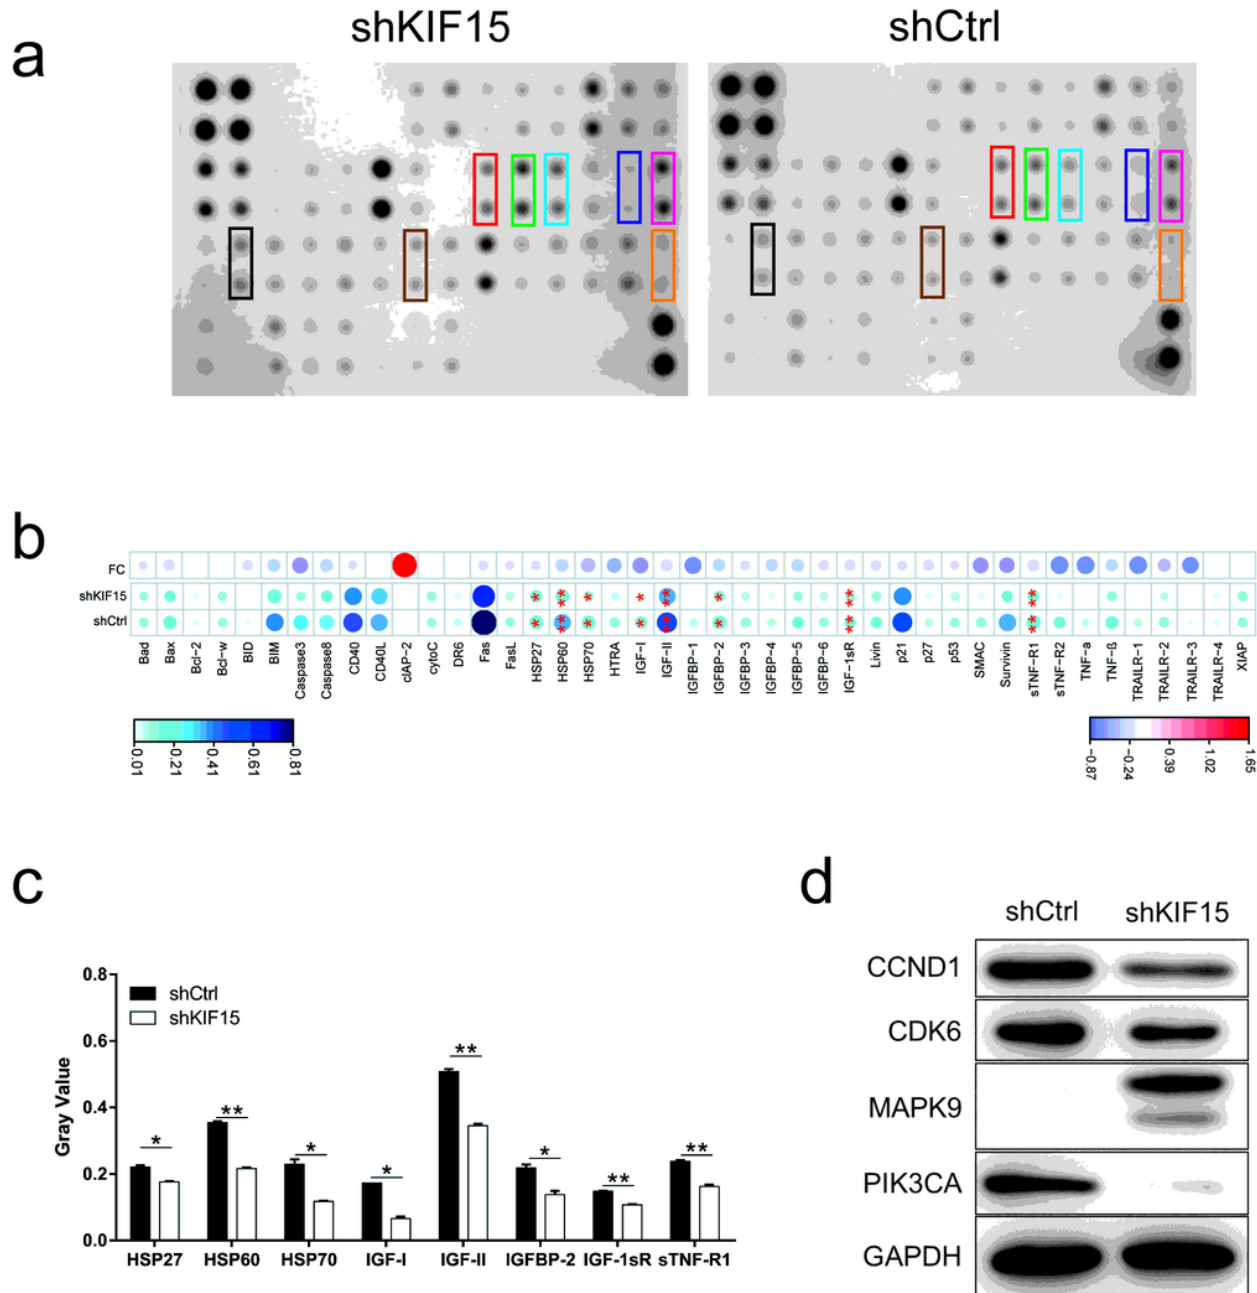 a
shKIF15
shCtrl
b
FC
shKIF15
shCtrl
Bad
Bax
Bcl-2
Bcl-w
BID
BIM
Caspase3
Caspase8
CD40
CD40L
cIAP-2
cytoC
DR6
Fas
FasL
HSP27
HSP60
HSP70
HTRA
IGF-I
IGF-II
IGFBP-1
IGFBP-2
IGFBP-3
IGFBP-4
IGFBP-5
IGFBP-6
IGF-1sR
Livin
p21
p27
p53
SMAC
Survivin
sTNF-R1
sTNF-R2
TNF-a
TNF-ß
TRAILR-1
TRAILR-2
TRAILR-3
TRAILR-4
XIAP
0.01
0.21
0.41
0.61
0.81
-0.87
-0.24
0.39
1.02
1.65
c
Gray Value
0.8
0.6
0.4
0.2
0.0
shCtrl
shKIF15
* ** * * ** * ** **
HSP27 HSP60 HSP70 IGF-I IGF-II IGFBP-2 IGF-1sR sTNF-R1
d
shCtrl shKIF15
CCND1
CDK6
MAPK9
PIK3CA
GAPDH